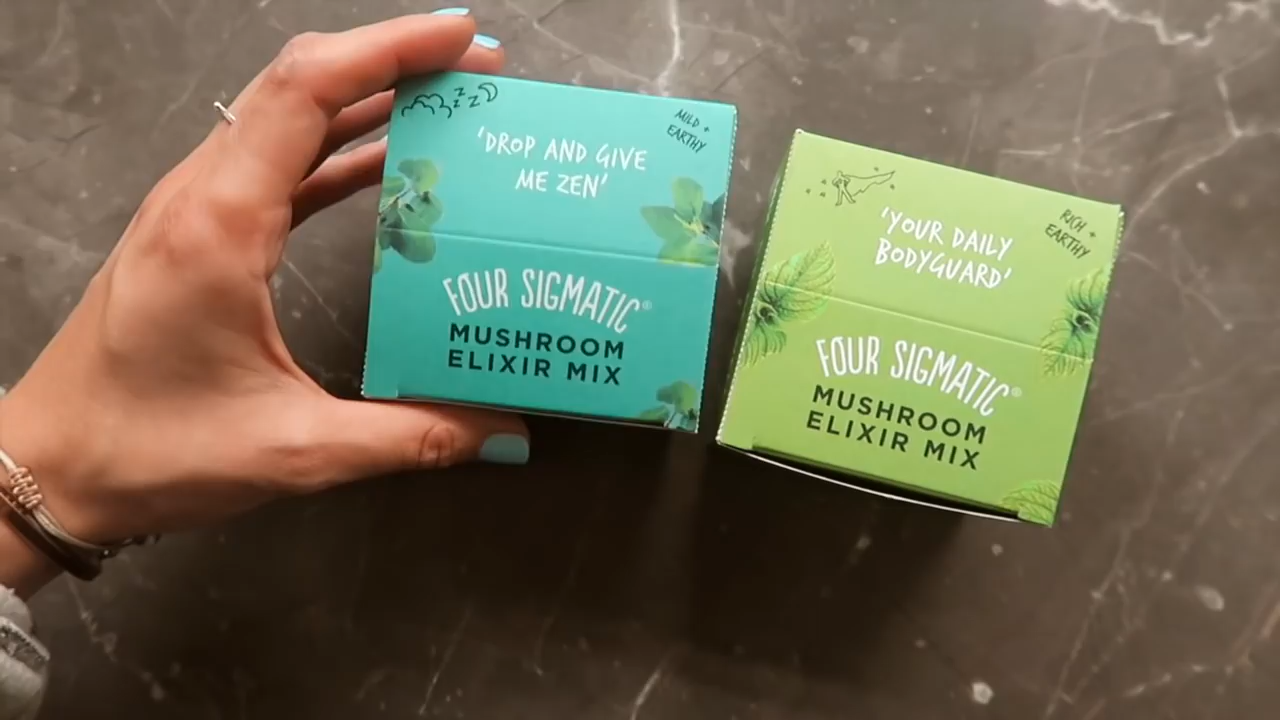 'DROP AND GIVE
ME ZEN'
MILD +
EARTHY
FOUR SIGMATIC®
MUSHROOM
ELIXIR MIX
'YOUR DAILY
BODYGUARD'
RICH +
EARTHY
FOUR SIGMATIC®
MUSHROOM
ELIXIR MIX